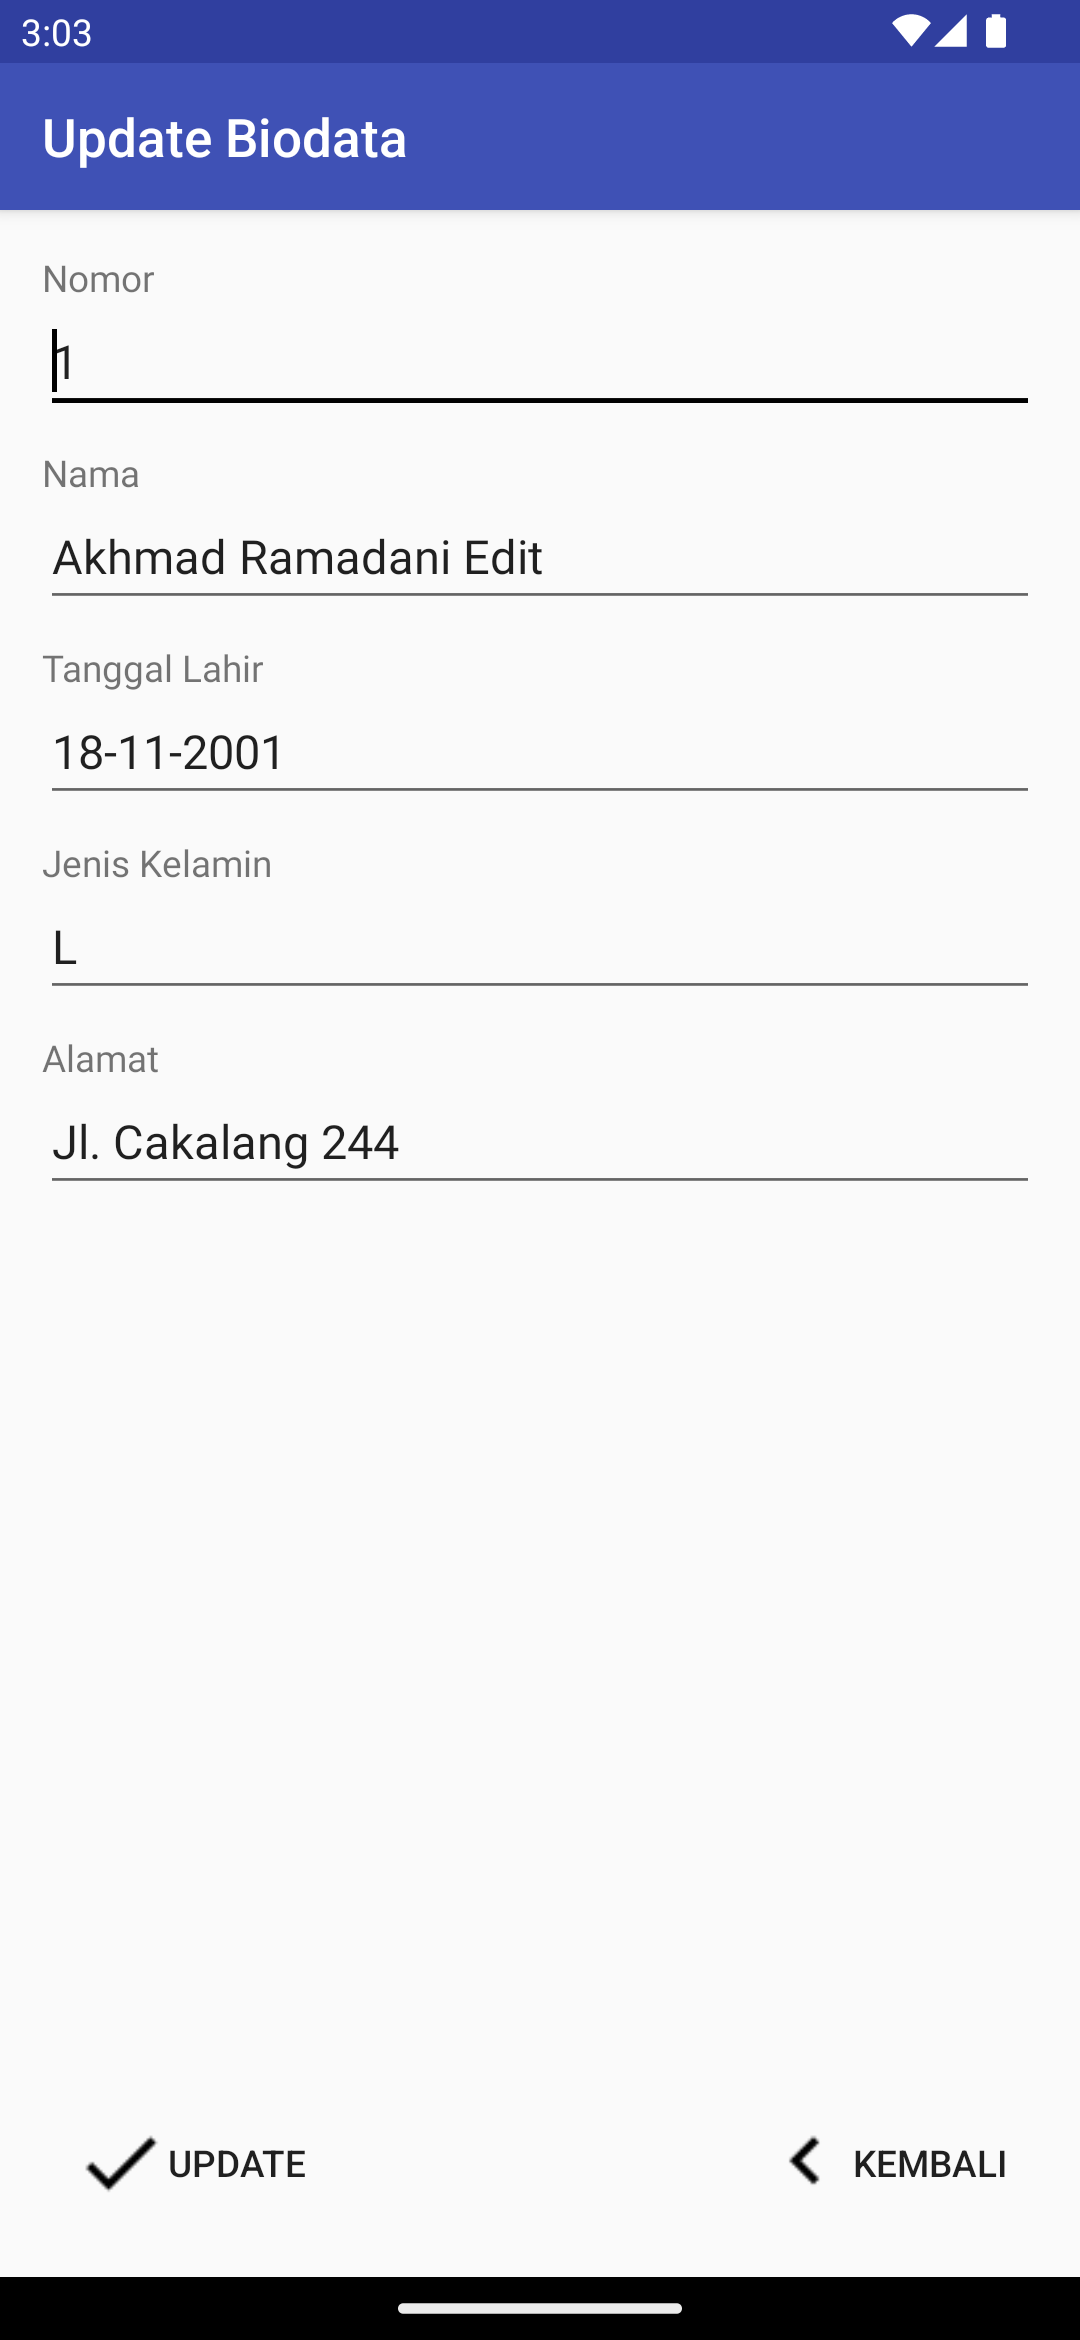 3:03
Update Biodata
Nomor
1
Nama
Akhmad Ramadani Edit
Tanggal Lahir
18-11-2001
Jenis Kelamin
L
Alamat
Jl. Cakalang 244
UPDATE
KEMBALI